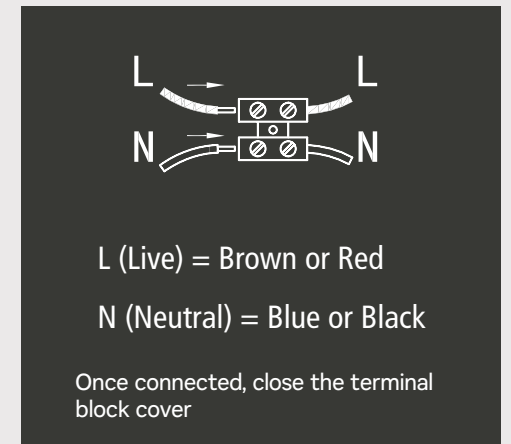 L L
N N
L (Live) = Brown or Red
N (Neutral) = Blue or Black
Once connected, close the terminal
block cover